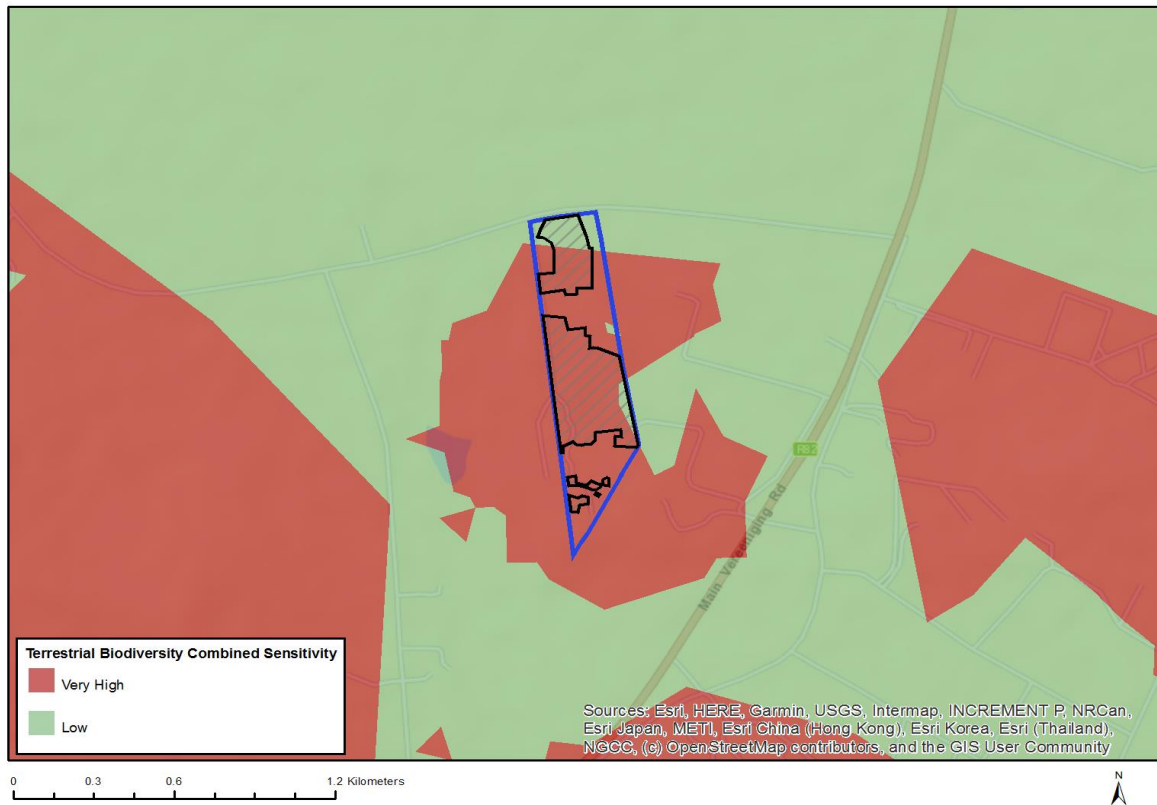 R82
Main Vereeniging Rd
Terrestrial Biodiversity Combined Sensitivity
Very High
Low
Sources: Esri, HERE, Garmin, USGS, Intermap, INCREMENT P, NRCan,
Esri Japan, METI, Esri China (Hong Kong), Esri Korea, Esri (Thailand),
NGCC, (c) OpenStreetMap contributors, and the GIS User Community
0 0.3 0.6 1.2 Kilometers
N